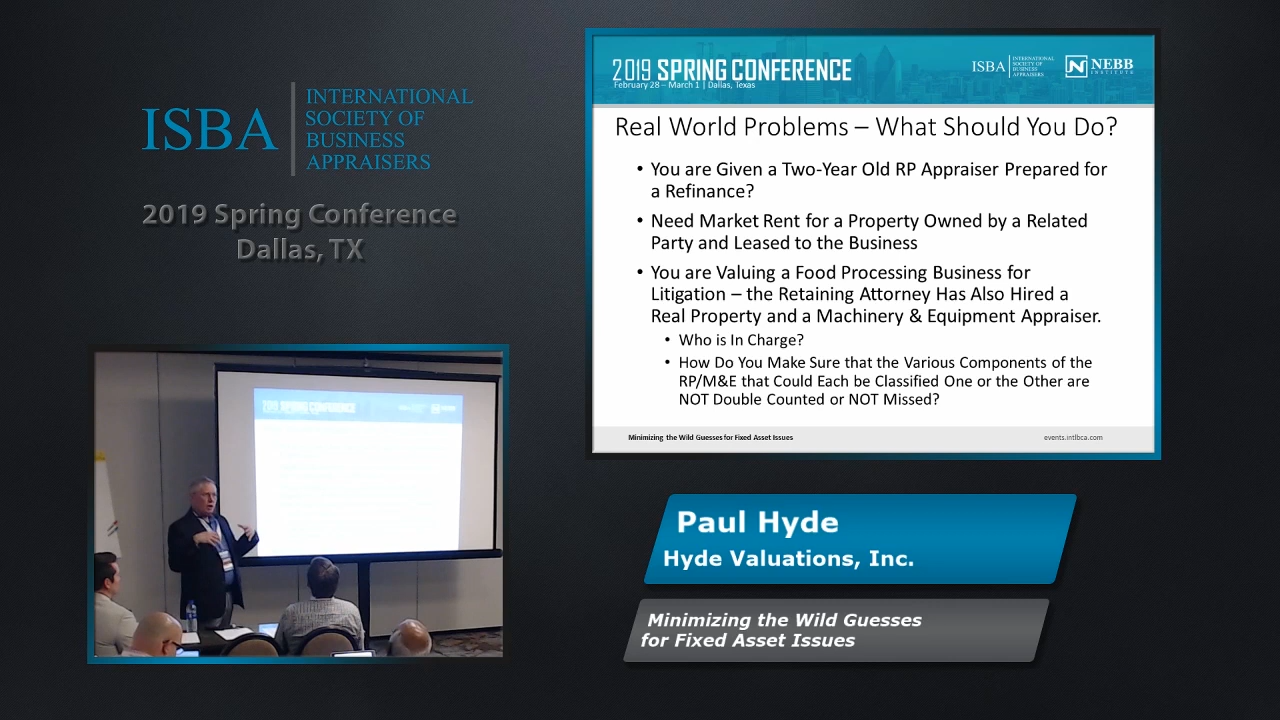 ISBA
INTERNATIONAL
SOCIETY OF
BUSINESS
APPRAISERS
2019 Spring Conference
Dallas, TX
2019 SPRING CONFERENCE
February 28 – March 1 | Dallas, Texas
ISBA
INTERNATIONAL
SOCIETY OF
BUSINESS
APPRAISERS
N NEBB
INSTITUTE
Real World Problems – What Should You Do?
• You are Given a Two-Year Old RP Appraiser Prepared for
a Refinance?
• Need Market Rent for a Property Owned by a Related
Party and Leased to the Business
• You are Valuing a Food Processing Business for
Litigation – the Retaining Attorney Has Also Hired a
Real Property and a Machinery & Equipment Appraiser.
• Who is In Charge?
• How Do You Make Sure that the Various Components of the
RP/M&E that Could Each be Classified One or the Other are
NOT Double Counted or NOT Missed?
Minimizing the Wild Guesses for Fixed Asset Issues
events.intlbca.com
2019 SPRING CONFERENCE
Paul Hyde
Hyde Valuations, Inc.
Minimizing the Wild Guesses
for Fixed Asset Issues